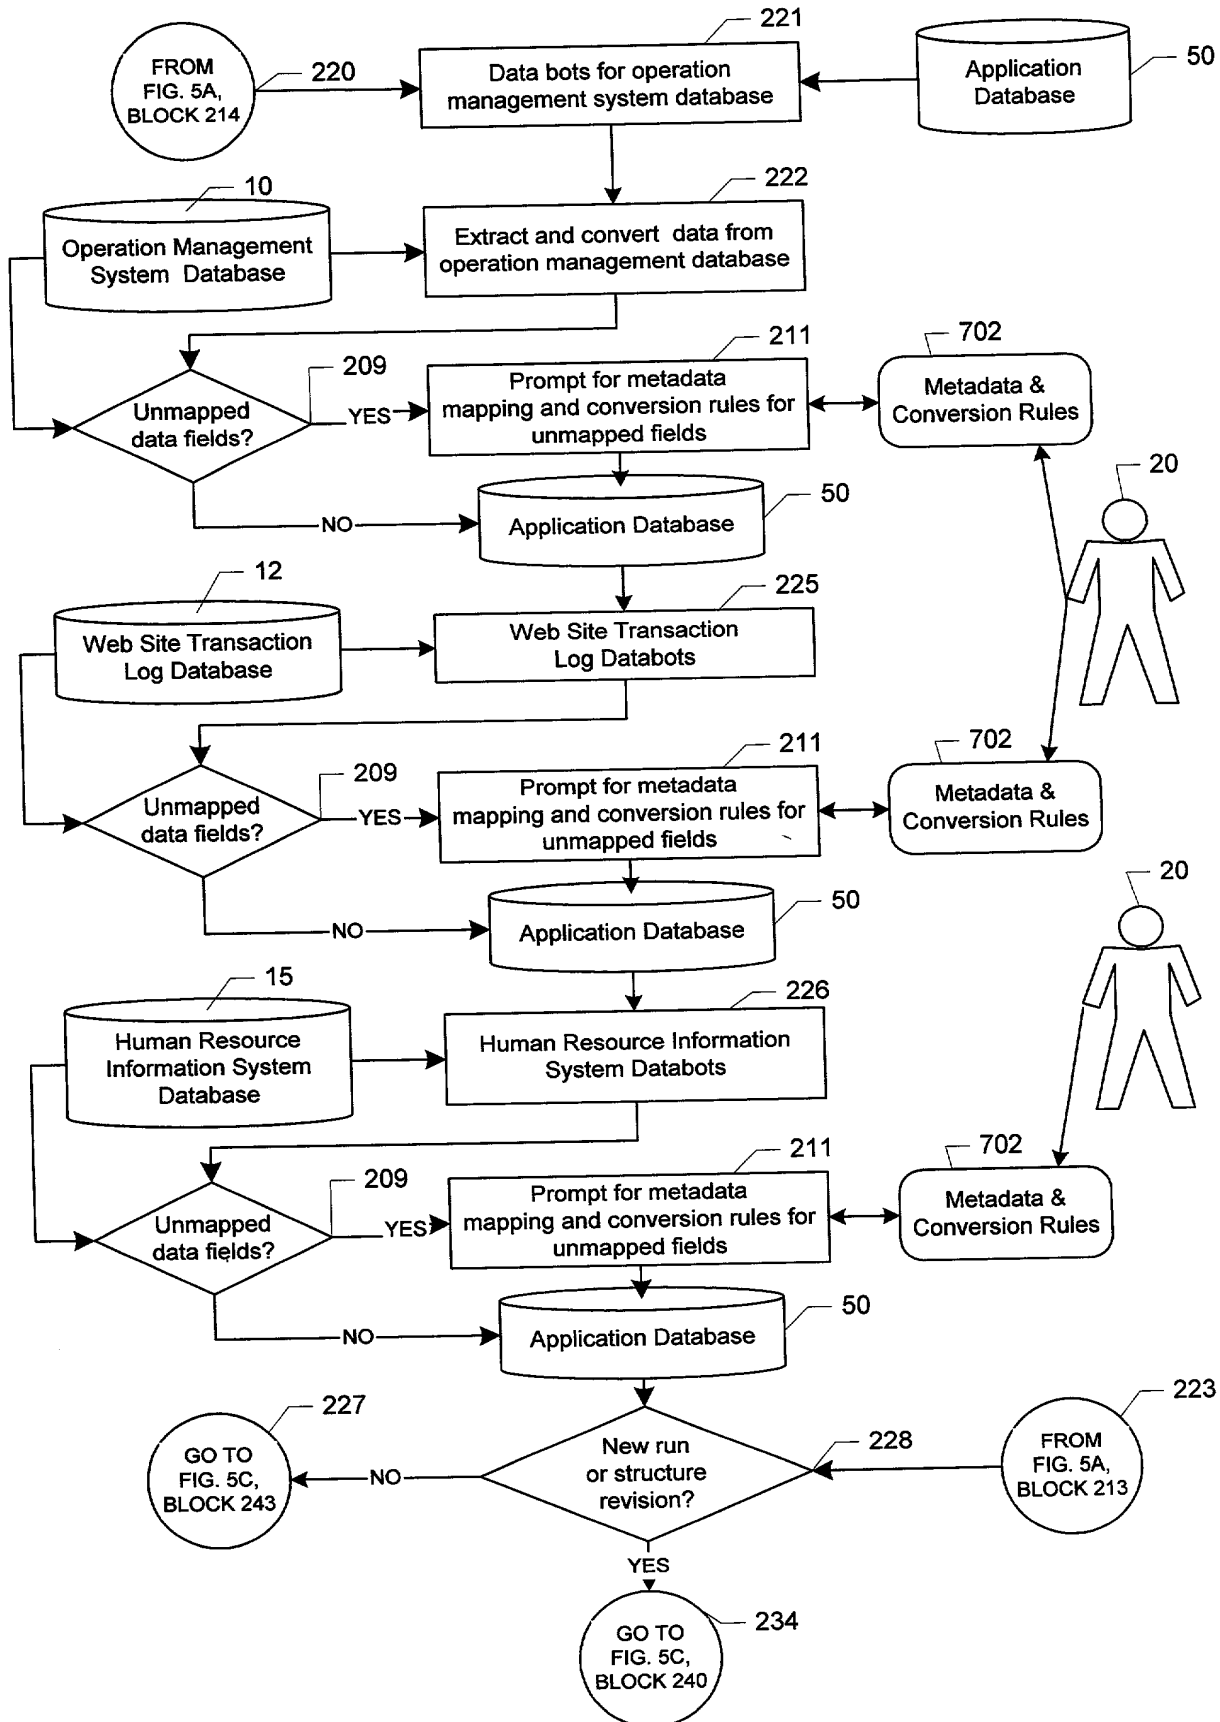 221
FROM
FIG. 5A,
BLOCK 214
220
Data bots for operation
management system database
Application
Database
50
10
222
Operation Management
System Database
Extract and convert data from
operation management database
209
211
702
Unmapped
data fields?
YES
Prompt for metadata
mapping and conversion rules for
unmapped fields
Metadata &
Conversion Rules
20
NO
Application Database
50
12
225
Web Site Transaction
Log Database
Web Site Transaction
Log Databots
209
211
702
Unmapped
data fields?
YES
Prompt for metadata
mapping and conversion rules for
unmapped fields
Metadata &
Conversion Rules
20
NO
Application Database
50
15
226
Human Resource
Information System
Database
Human Resource Information
System Databots
209
211
702
Unmapped
data fields?
YES
Prompt for metadata
mapping and conversion rules for
unmapped fields
Metadata &
Conversion Rules
NO
Application Database
50
227
GO TO
FIG. 5C,
BLOCK 243
NO
New run
or structure
revision?
228
223
FROM
FIG. 5A,
BLOCK 213
YES
234
GO TO
FIG. 5C,
BLOCK 240